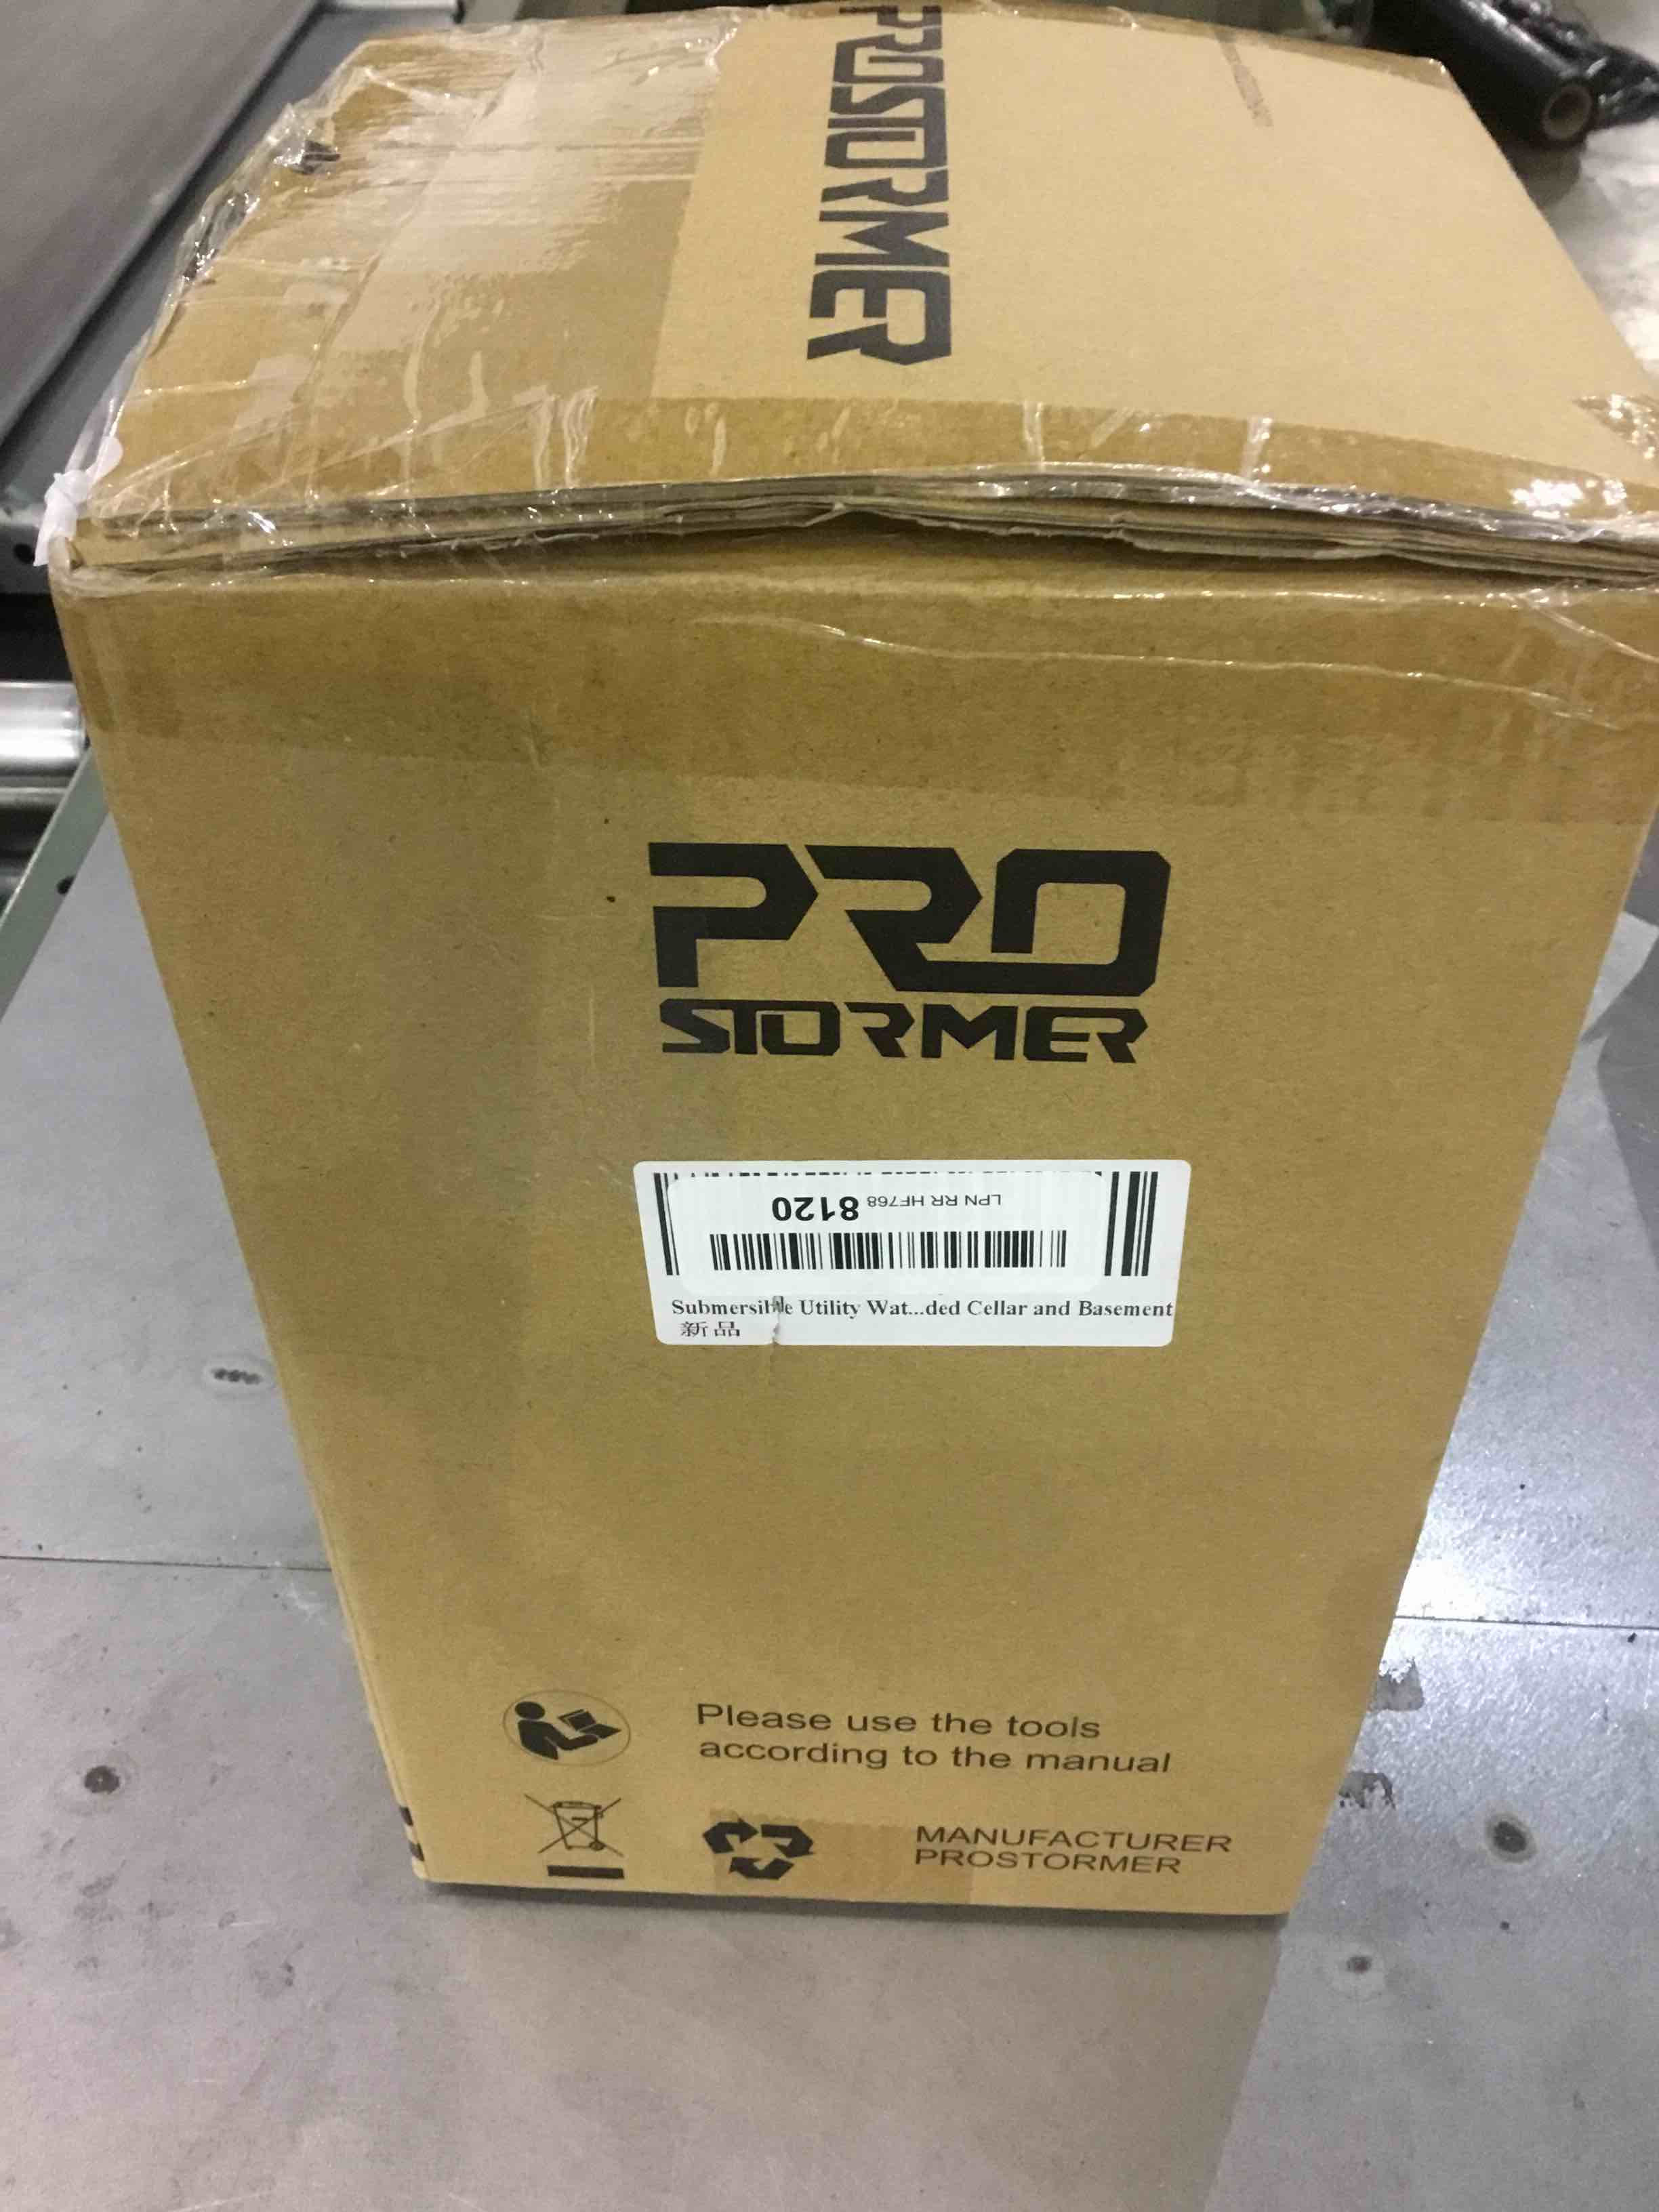 PROSTORMER
PRO
STORMER
LPN RR HF768 8120
Submersible Utility Wat...ded Cellar and Basement
新品
Please use the tools
according to the manual
MANUFACTURER
PROSTORMER